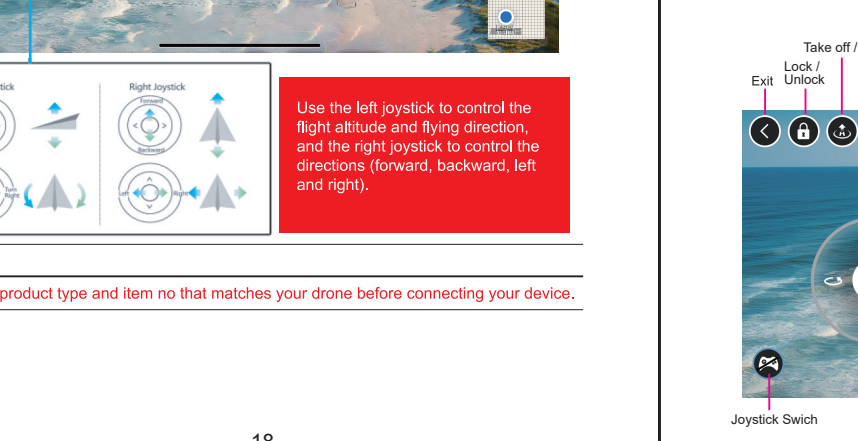 tick
Right Joystick
Forward
Backward
Turn
Right
Left
Right
Use the left joystick to control the
flight altitude and flying direction,
and the right joystick to control the
directions (forward, backward, left
and right).
product type and item no that matches your drone before connecting your device.
18
Take off /
Lock /
Exit Unlock
Joystick Swich